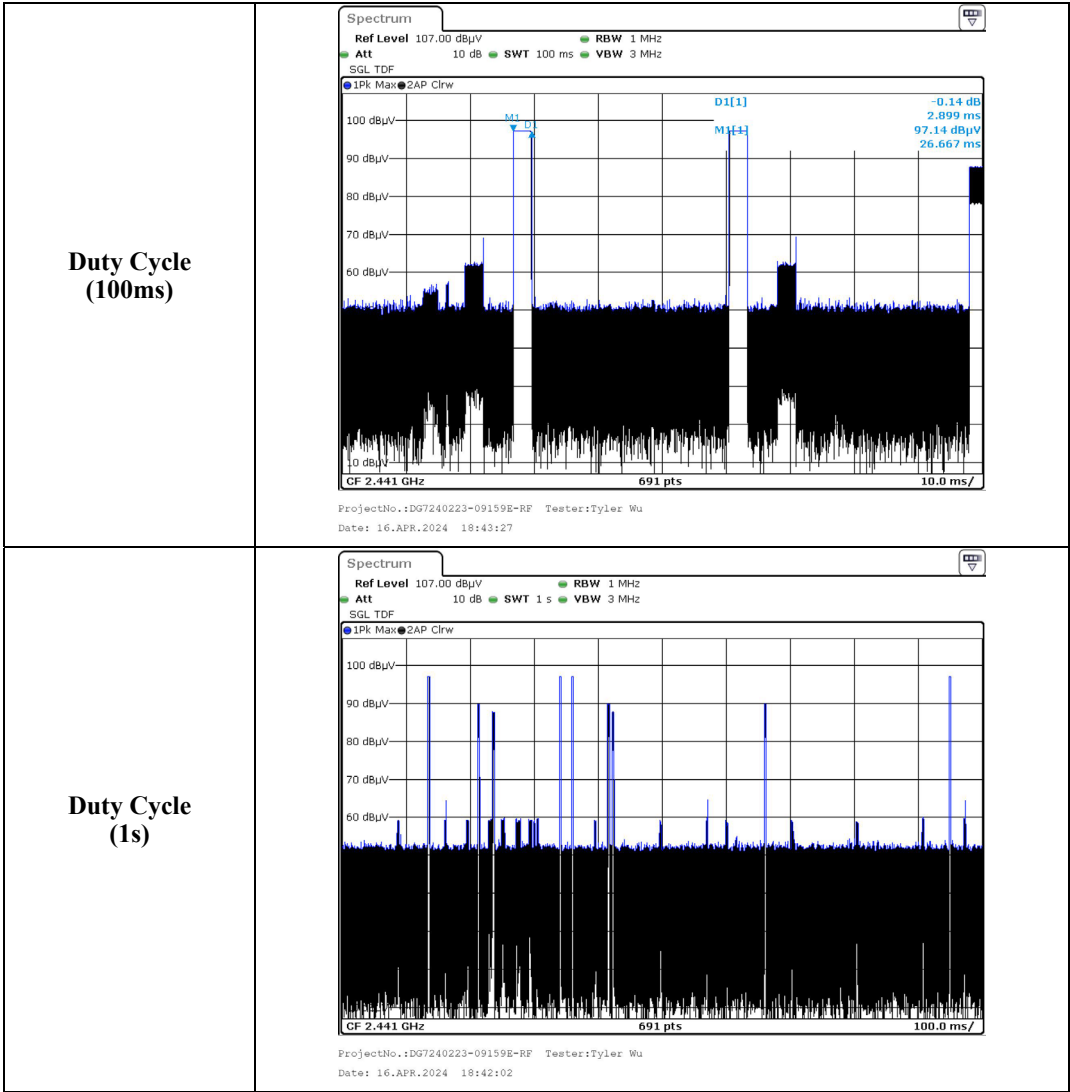 Duty Cycle
(100ms)
Spectrum
Ref Level 107.00 dBµV RBW 1 MHz
Att 10 dB SWT 100 ms VBW 3 MHz
SGL TDF
1Pk Max 2AP Clrw
D1[1] -0.14 dB
2.899 ms
M1[1] 97.14 dBµV
26.667 ms
M1
D1
100 dBµV
90 dBµV
80 dBµV
70 dBµV
60 dBµV
10 dBµV
CF 2.441 GHz 691 pts 10.0 ms/
ProjectNo.:DG7240223-09159E-RF Tester:Tyler Wu
Date: 16.APR.2024 18:43:27
Duty Cycle
(1s)
Spectrum
Ref Level 107.00 dBµV RBW 1 MHz
Att 10 dB SWT 1 s VBW 3 MHz
SGL TDF
1Pk Max 2AP Clrw
100 dBµV
90 dBµV
80 dBµV
70 dBµV
60 dBµV
CF 2.441 GHz 691 pts 100.0 ms/
ProjectNo.:DG7240223-09159E-RF Tester:Tyler Wu
Date: 16.APR.2024 18:42:02